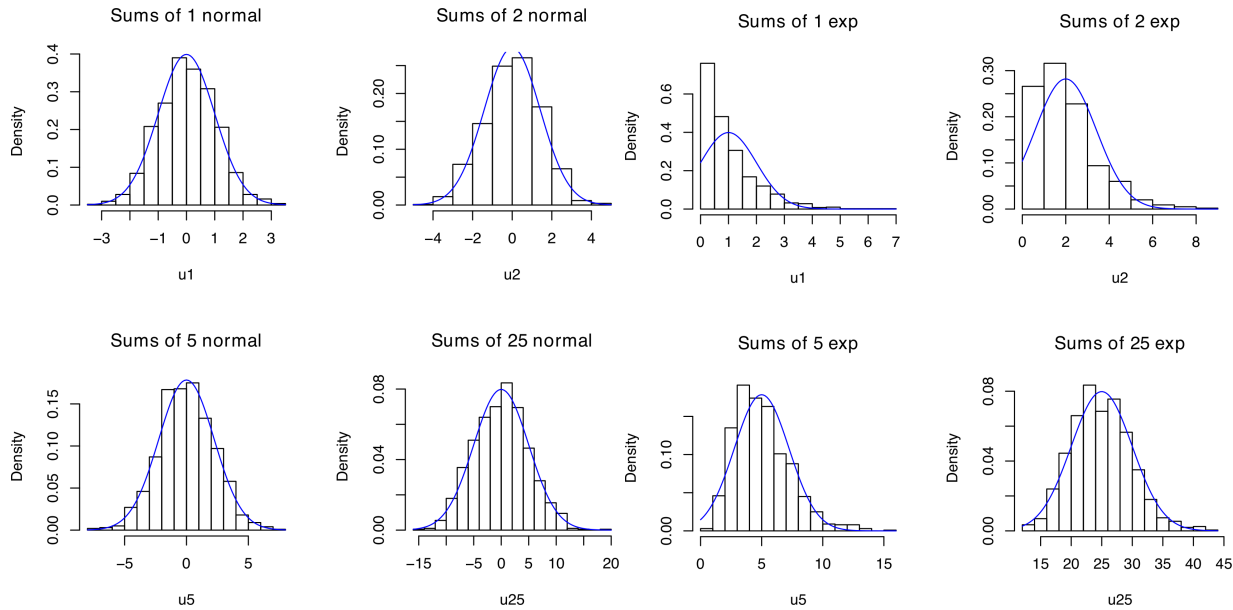 Sums of 1 normal
Density
0.0 0.1 0.2 0.3 0.4
−3 −1 0 1 2 3
u1
Sums of 2 normal
Density
0.00 0.10 0.20
−4 −2 0 2 4
u2
Sums of 1 exp
Density
0.0 0.2 0.4 0.6
0 1 2 3 4 5 6 7
u1
Sums of 2 exp
Density
0.00 0.10 0.20 0.30
0 2 4 6 8
u2
Sums of 5 normal
Density
0.00 0.05 0.10 0.15
−5 0 5
u5
Sums of 25 normal
Density
0.00 0.04 0.08
−15 −5 0 5 10 20
u25
Sums of 5 exp
Density
0.00 0.10
0 5 10 15
u5
Sums of 25 exp
Density
0.00 0.04 0.08
15 20 25 30 35 40 45
u25